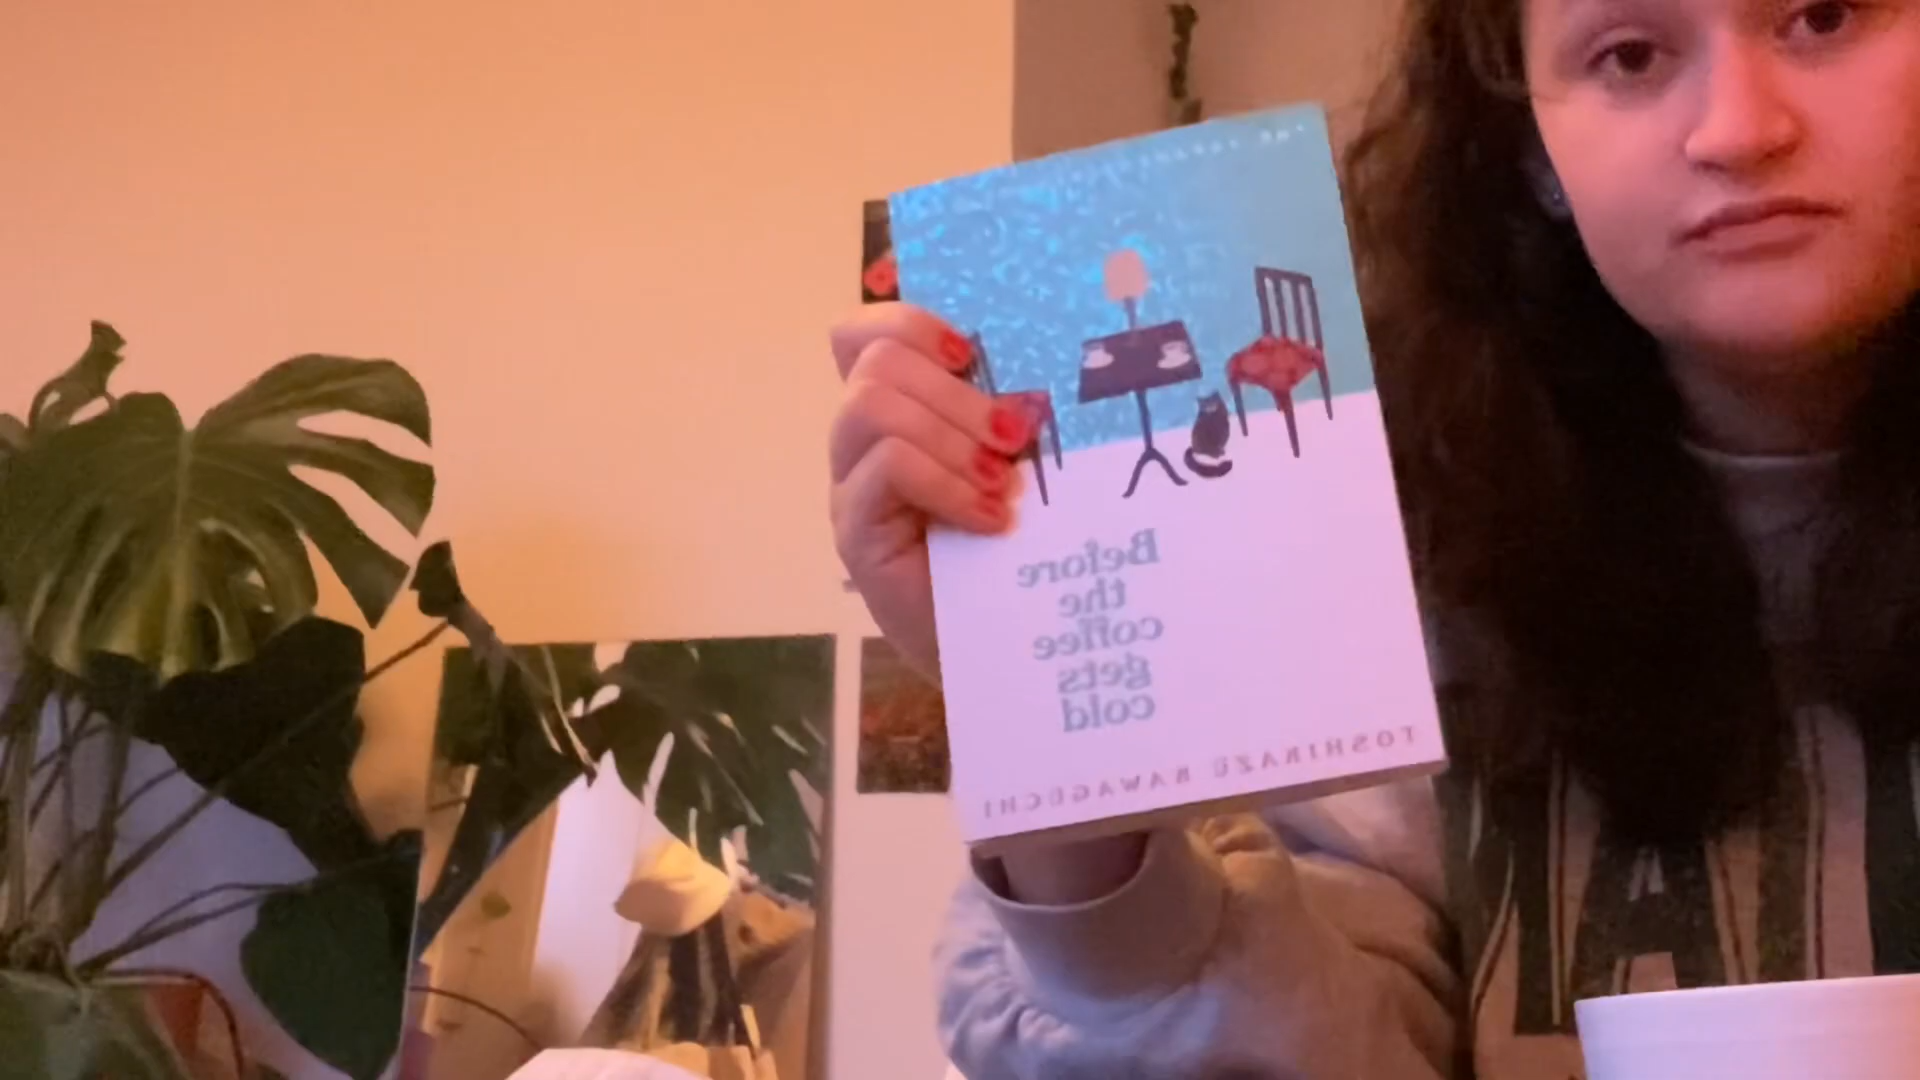 Before
the
coffee
gets
cold
TOSHIKAZU KAWAGUCHI